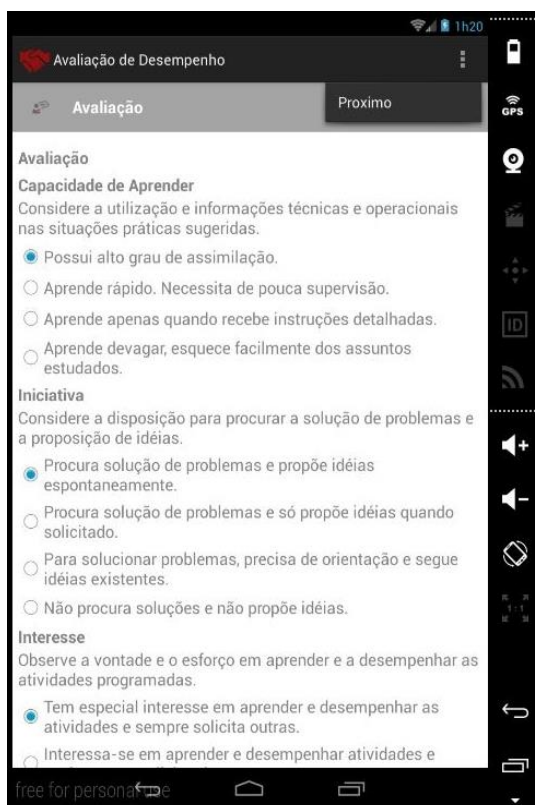 1h20
Avaliação de Desempenho
Avaliação
Proximo
GPS
Avaliação
Capacidade de Aprender
Considere a utilização e informações técnicas e operacionais
nas situações práticas sugeridas.
Possui alto grau de assimilação.
Aprende rápido. Necessita de pouca supervisão.
Aprende apenas quando recebe instruções detalhadas.
Aprende devagar, esquece facilmente dos assuntos
estudados.
ID
Iniciativa
Considere a disposição para procurar a solução de problemas e
a proposição de idéias.
Procura solução de problemas e propõe idéias
espontaneamente.
Procura solução de problemas e só propõe idéias quando
solicitado.
Para solucionar problemas, precisa de orientação e segue
idéias existentes.
1:1
Não procura soluções e não propõe idéias.
Interesse
Observe a vontade e o esforço em aprender e a desempenhar as
atividades programadas.
Tem especial interesse em aprender e desempenhar as
atividades e sempre solicita outras.
Interessa-se em aprender e desempenhar atividades e
free for personal use